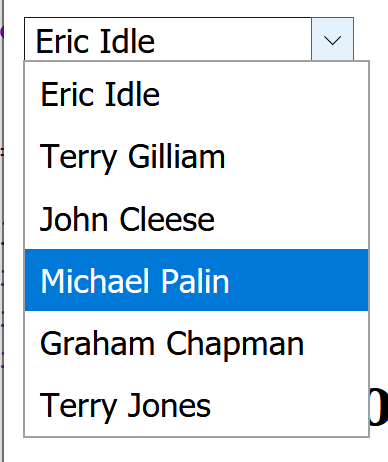 Eric Idle
Eric Idle
Terry Gilliam
John Cleese
Michael Palin
Graham Chapman
Terry Jones